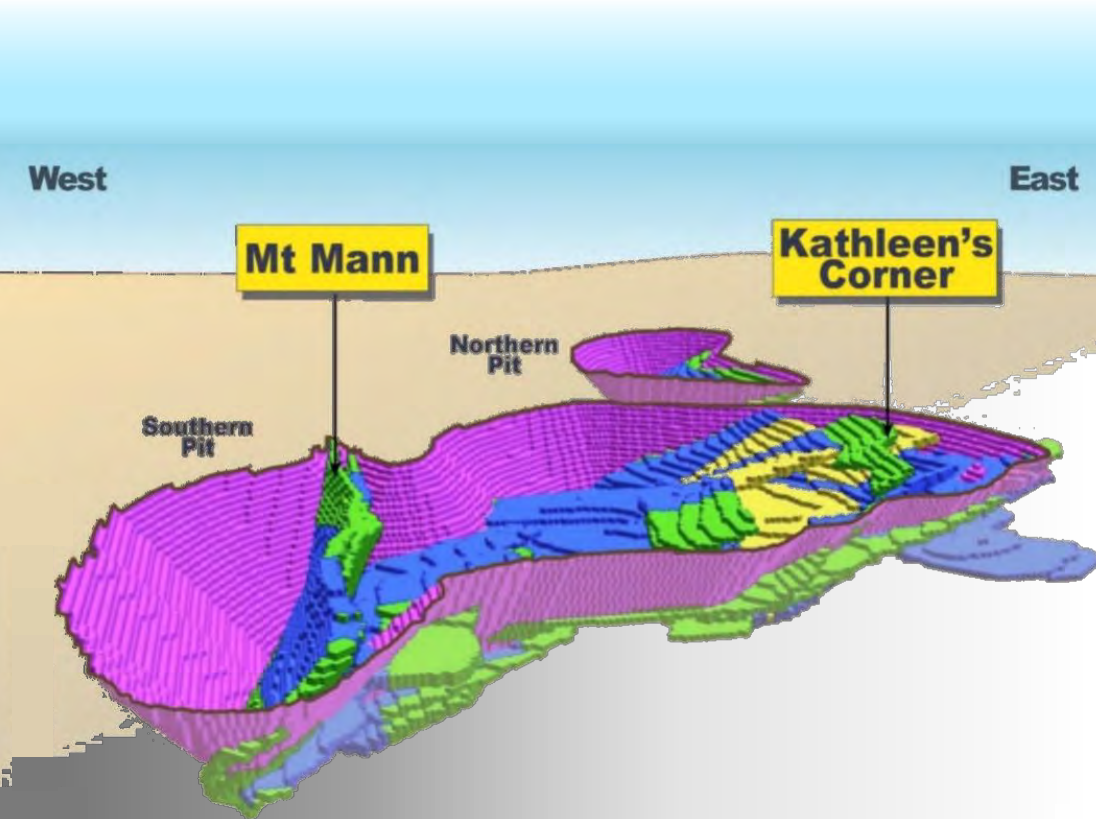 West
East
Mt Mann
Kathleen's
Corner
Northern
Pit
Southern
Pit